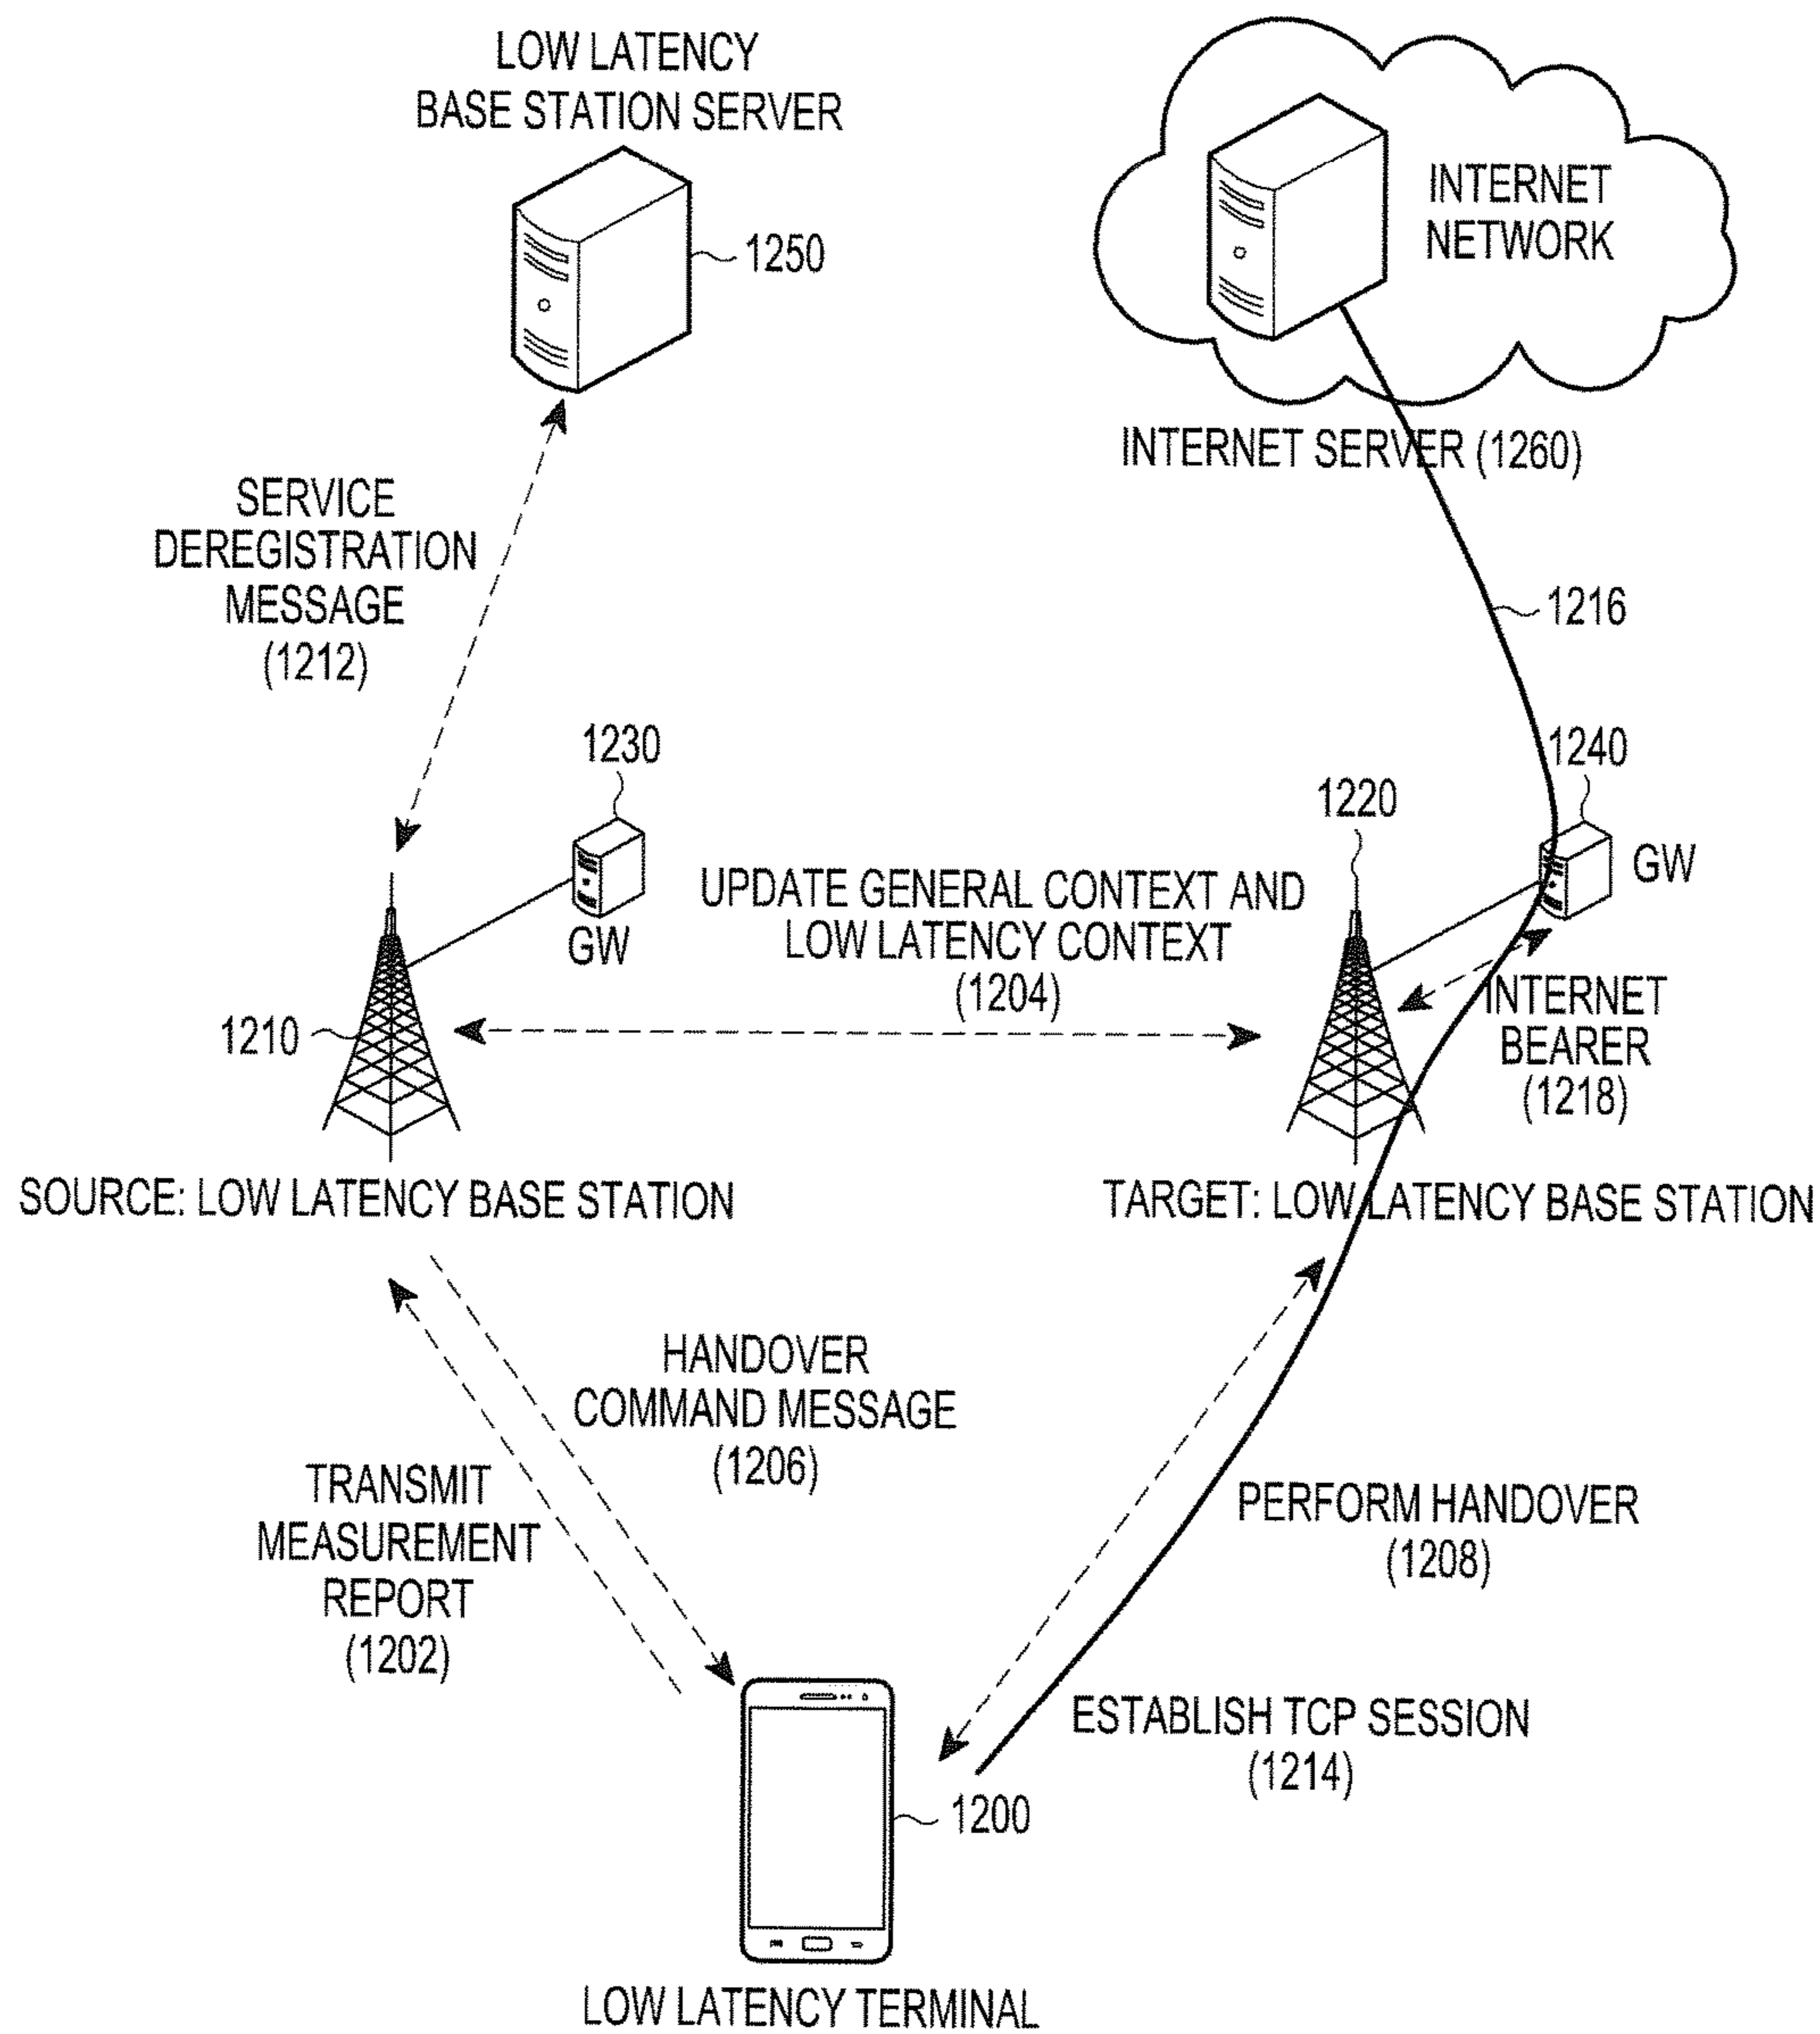 LOW LATENCY
BASE STATION SERVER
1250
INTERNET
NETWORK
INTERNET SERVER (1260)
SERVICE
DEREGISTRATION
MESSAGE
(1212)
1216
1230
GW
1240
1220
GW
UPDATE GENERAL CONTEXT AND
LOW LATENCY CONTEXT
(1204)
INTERNET
BEARER
(1218)
1210
SOURCE: LOW LATENCY BASE STATION
TARGET: LOW LATENCY BASE STATION
HANDOVER
COMMAND MESSAGE
(1206)
TRANSMIT
MEASUREMENT
REPORT
(1202)
PERFORM HANDOVER
(1208)
ESTABLISH TCP SESSION
(1214)
1200
LOW LATENCY TERMINAL